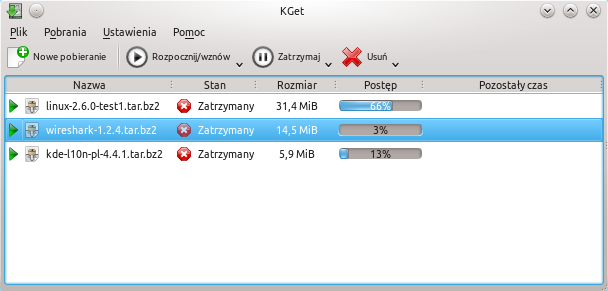 KGet
Plik Pobrania Ustawienia Pomoc
Nowe pobieranie Rozpocznij/wznów Zatrzymaj Usuń
Nazwa Stan Rozmiar Postęp Pozostały czas
linux-2.6.0-test1.tar.bz2 Zatrzymany 31,4 MiB 66%
wireshark-1.2.4.tar.bz2 Zatrzymany 14,5 MiB 3%
kde-l10n-pl-4.4.1.tar.bz2 Zatrzymany 5,9 MiB 13%